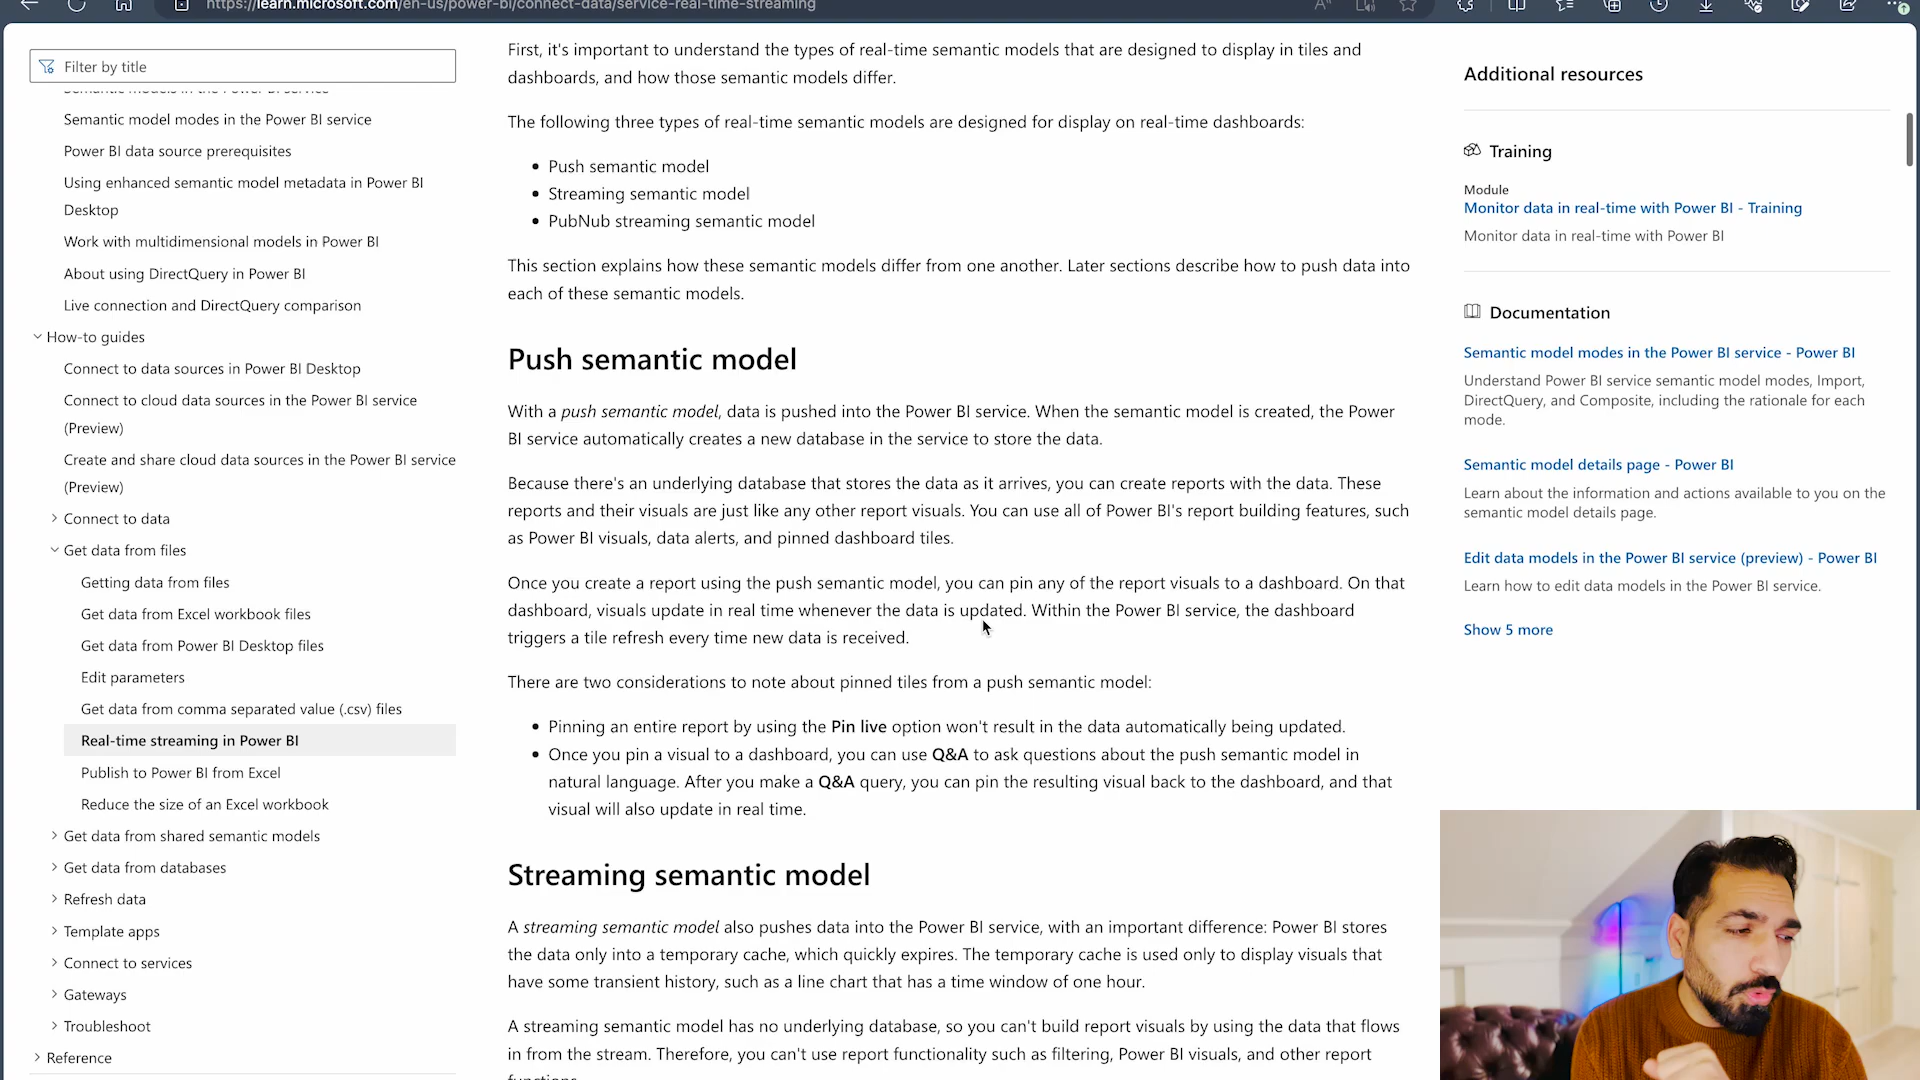 https://learn.microsoft.com/en-us/power-bi/connect-data/service-real-time-streaming
Filter by title
Semantic models in the Power BI service
Semantic model modes in the Power BI service
Power BI data source prerequisites
Using enhanced semantic model metadata in Power BI
Desktop
Work with multidimensional models in Power BI
About using DirectQuery in Power BI
Live connection and DirectQuery comparison
How-to guides
Connect to data sources in Power BI Desktop
Connect to cloud data sources in the Power BI service
(Preview)
Create and share cloud data sources in the Power BI service
(Preview)
Connect to data
Get data from files
Getting data from files
Get data from Excel workbook files
Get data from Power BI Desktop files
Edit parameters
Get data from comma separated value (.csv) files
Real-time streaming in Power BI
Publish to Power BI from Excel
Reduce the size of an Excel workbook
Get data from shared semantic models
Get data from databases
Refresh data
Template apps
Connect to services
Gateways
Troubleshoot
Reference
First, it's important to understand the types of real-time semantic models that are designed to display in tiles and
dashboards, and how those semantic models differ.
The following three types of real-time semantic models are designed for display on real-time dashboards:
• Push semantic model
• Streaming semantic model
• PubNub streaming semantic model
This section explains how these semantic models differ from one another. Later sections describe how to push data into
each of these semantic models.
Push semantic model
With a push semantic model, data is pushed into the Power BI service. When the semantic model is created, the Power
BI service automatically creates a new database in the service to store the data.
Because there's an underlying database that stores the data as it arrives, you can create reports with the data. These
reports and their visuals are just like any other report visuals. You can use all of Power BI's report building features, such
as Power BI visuals, data alerts, and pinned dashboard tiles.
Once you create a report using the push semantic model, you can pin any of the report visuals to a dashboard. On that
dashboard, visuals update in real time whenever the data is updated. Within the Power BI service, the dashboard
triggers a tile refresh every time new data is received.
There are two considerations to note about pinned tiles from a push semantic model:
• Pinning an entire report by using the Pin live option won't result in the data automatically being updated.
• Once you pin a visual to a dashboard, you can use Q&A to ask questions about the push semantic model in
natural language. After you make a Q&A query, you can pin the resulting visual back to the dashboard, and that
visual will also update in real time.
Streaming semantic model
A streaming semantic model also pushes data into the Power BI service, with an important difference: Power BI stores
the data only into a temporary cache, which quickly expires. The temporary cache is used only to display visuals that
have some transient history, such as a line chart that has a time window of one hour.
A streaming semantic model has no underlying database, so you can't build report visuals by using the data that flows
in from the stream. Therefore, you can't use report functionality such as filtering, Power BI visuals, and other report
functions.
Additional resources
Training
Module
Monitor data in real-time with Power BI - Training
Monitor data in real-time with Power BI
Documentation
Semantic model modes in the Power BI service - Power BI
Understand Power BI service semantic model modes, Import,
DirectQuery, and Composite, including the rationale for each
mode.
Semantic model details page - Power BI
Learn about the information and actions available to you on the
semantic model details page.
Edit data models in the Power BI service (preview) - Power BI
Learn how to edit data models in the Power BI service.
Show 5 more